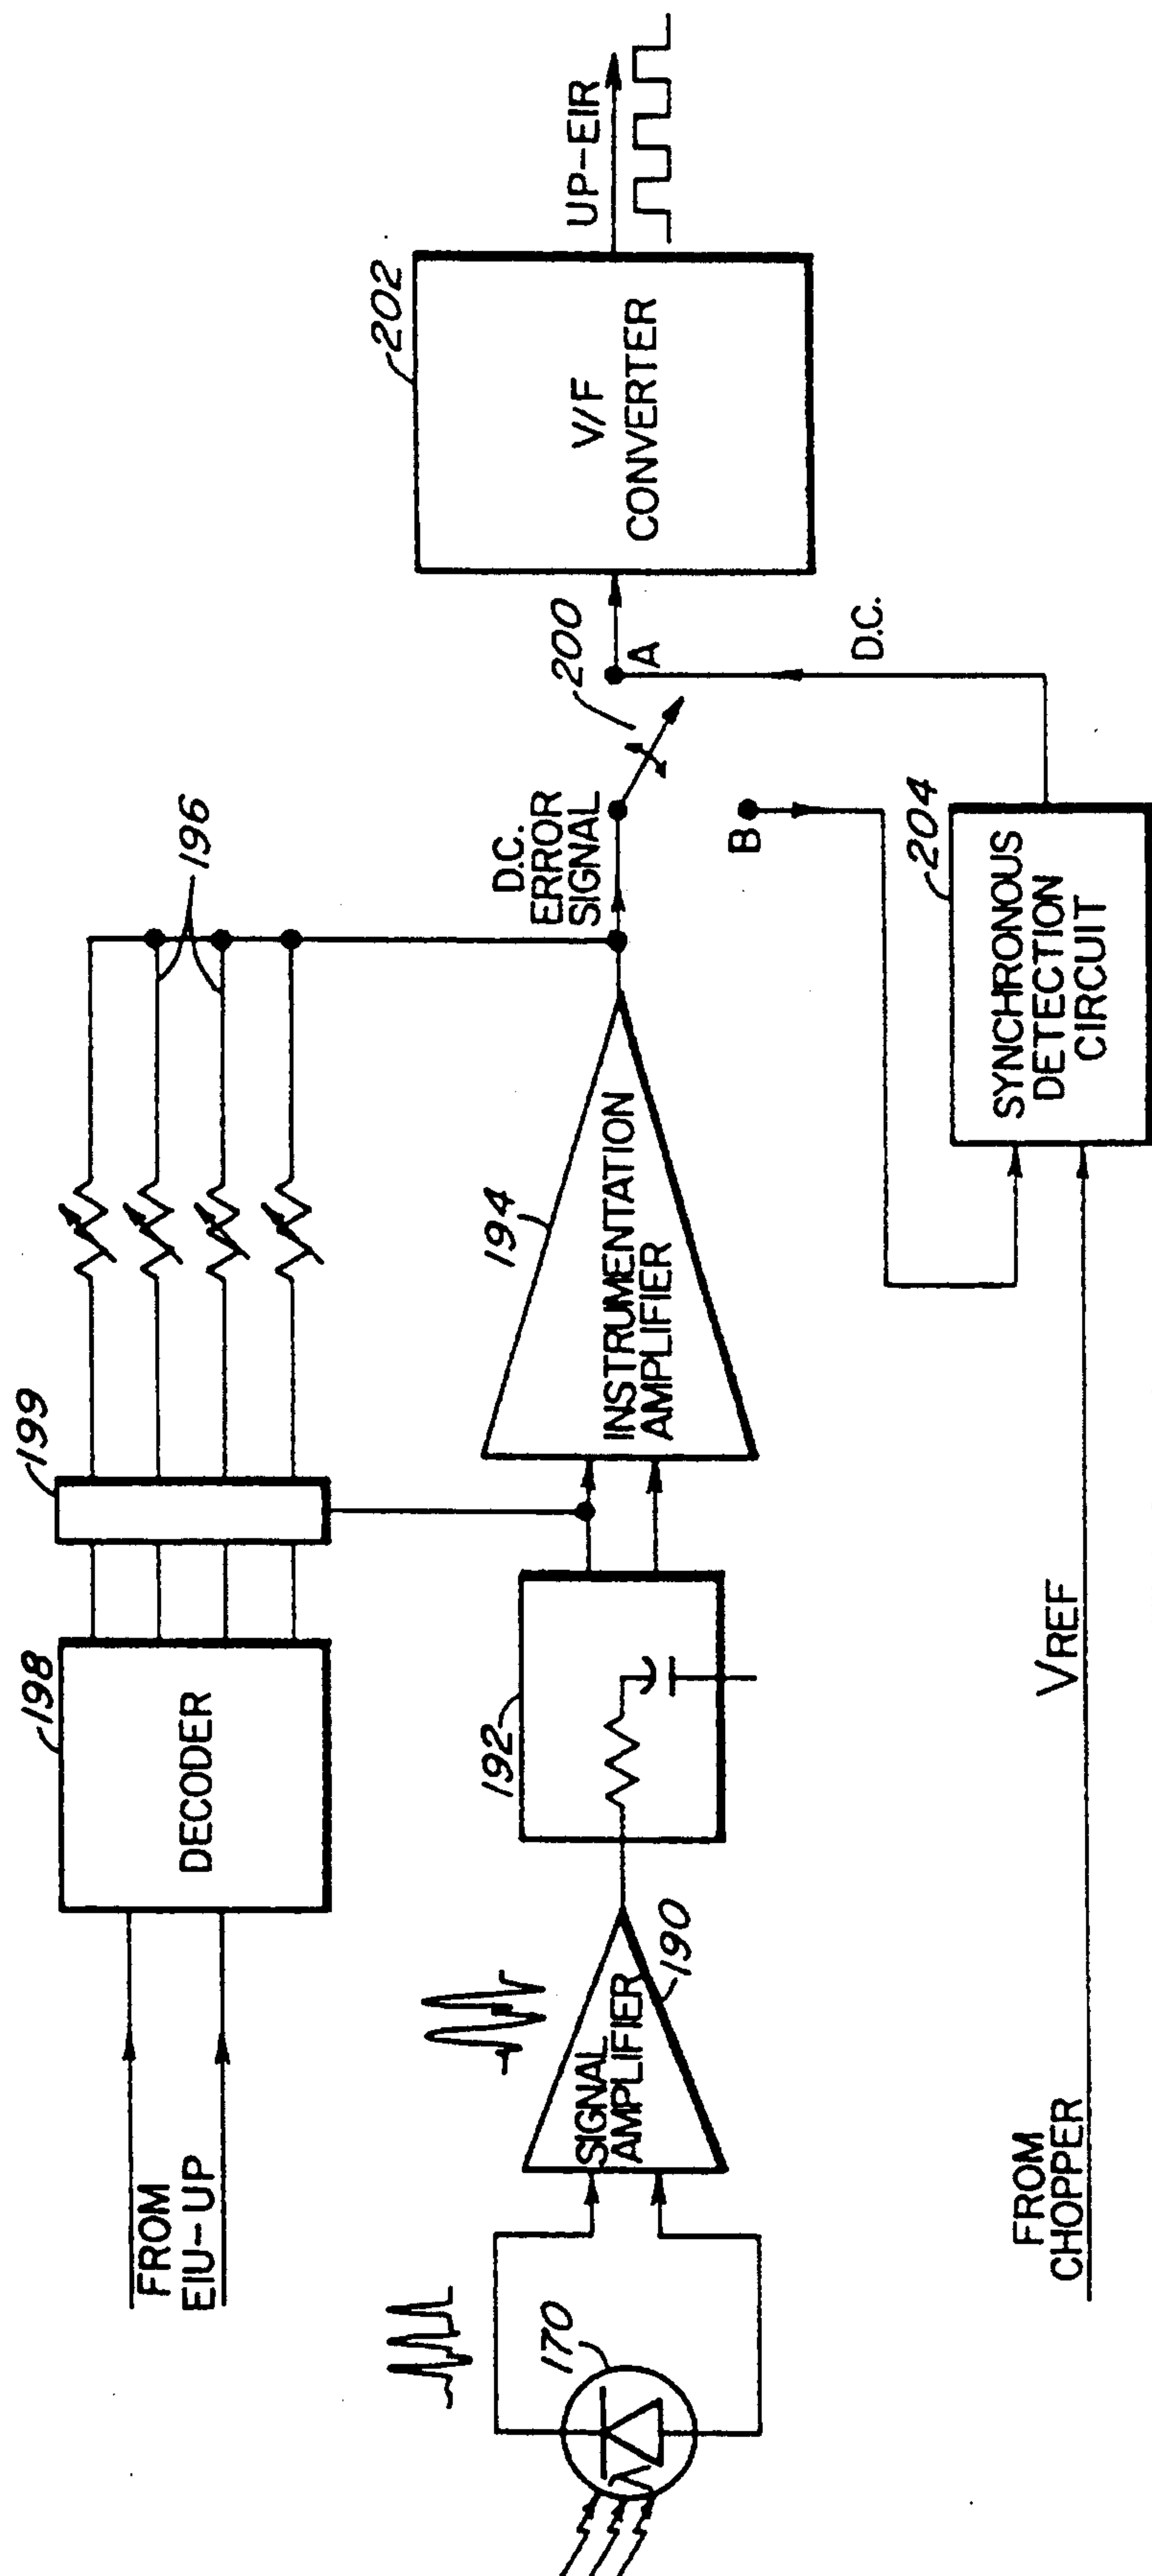 FROM
EIU-UP
198
DECODER
199
196
170
SIGNAL
AMPLIFIER
190
192
194
INSTRUMENTATION
AMPLIFIER
D.C.
ERROR
SIGNAL
200
A
B
202
V/F
CONVERTER
UP-EIR
D.C.
204
SYNCHRONOUS
DETECTION
CIRCUIT
FROM
CHOPPER
VREF